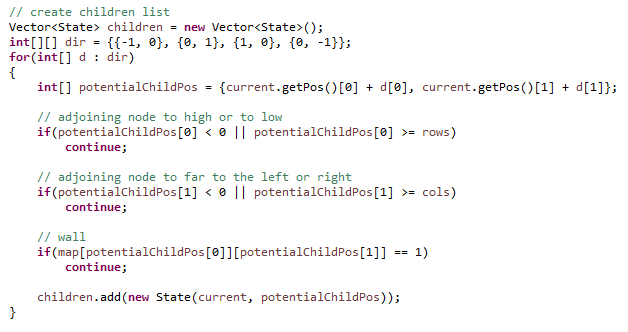 // create children list
Vector<State> children = new Vector<State>();
int[][] dir = {{-1, 0}, {0, 1}, {1, 0}, {0, -1}};
for(int[] d : dir)
{
    int[] potentialChildPos = {current.getPos()[0] + d[0], current.getPos()[1] + d[1]};

    // adjoining node to high or to low
    if(potentialChildPos[0] < 0 || potentialChildPos[0] >= rows)
        continue;

    // adjoining node to far to the left or right
    if(potentialChildPos[1] < 0 || potentialChildPos[1] >= cols)
        continue;

    // wall
    if(map[potentialChildPos[0]][potentialChildPos[1]] == 1)
        continue;

    children.add(new State(current, potentialChildPos));
}